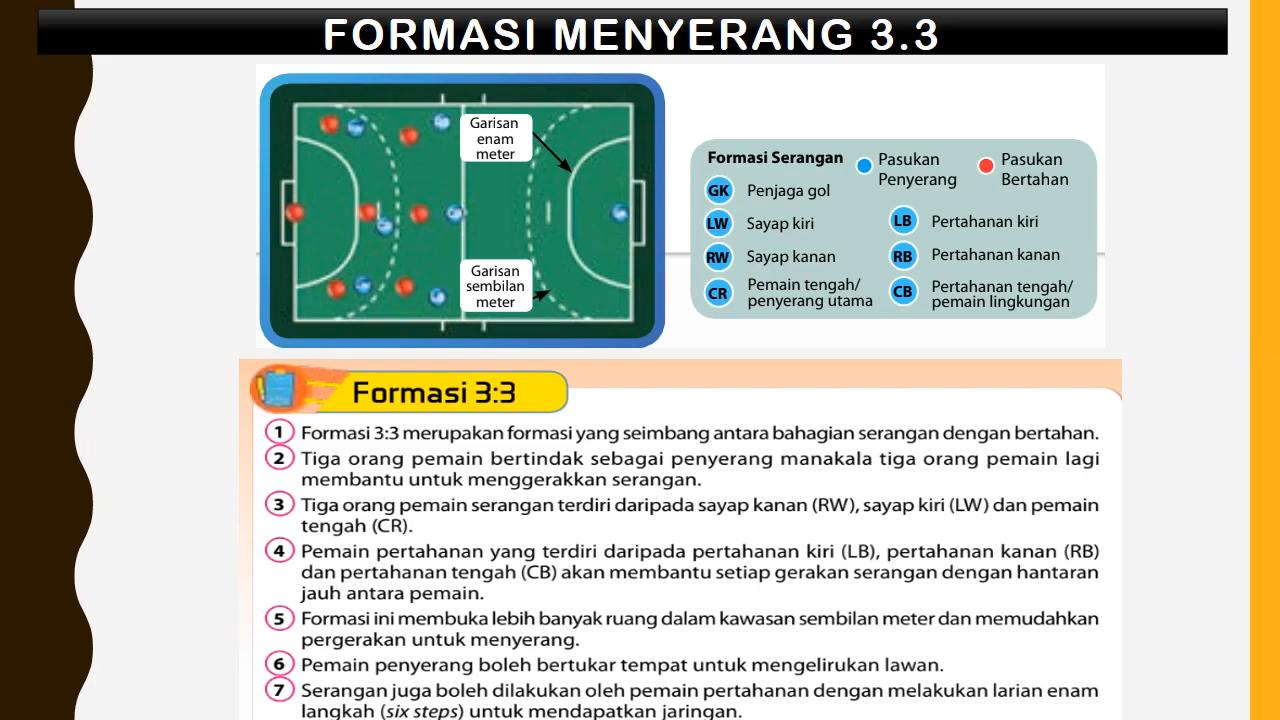 FORMASI MENYERANG 3.3
Garisan
enam
meter
Garisan
sembilan
meter
Formasi Serangan
Pasukan
Penyerang
Pasukan
Bertahan
GK Penjaga gol
LW Sayap kiri
LB Pertahanan kiri
RW Sayap kanan
RB Pertahanan kanan
CR Pemain tengah/
penyerang utama
CB Pertahanan tengah/
pemain lingkungan
Formasi 3:3
1 Formasi 3:3 merupakan formasi yang seimbang antara bahagian serangan dengan bertahan.
2 Tiga orang pemain bertindak sebagai penyerang manakala tiga orang pemain lagi
membantu untuk menggerakkan serangan.
3 Tiga orang pemain serangan terdiri daripada sayap kanan (RW), sayap kiri (LW) dan pemain
tengah (CR).
4 Pemain pertahanan yang terdiri daripada pertahanan kiri (LB), pertahanan kanan (RB)
dan pertahanan tengah (CB) akan membantu setiap gerakan serangan dengan hantaran
jauh antara pemain.
5 Formasi ini membuka lebih banyak ruang dalam kawasan sembilan meter dan memudahkan
pergerakan untuk menyerang.
6 Pemain penyerang boleh bertukar tempat untuk mengelirukan lawan.
7 Serangan juga boleh dilakukan oleh pemain pertahanan dengan melakukan larian enam
langkah (six steps) untuk mendapatkan jaringan.